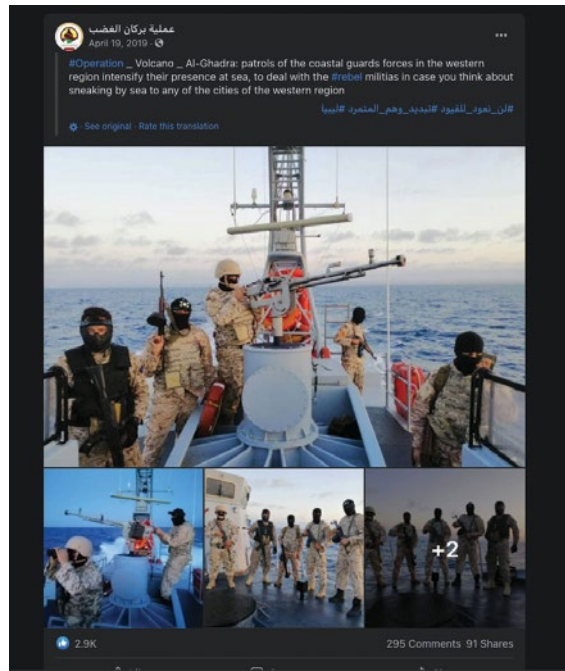 عملية بركان الغضب
April 19, 2019 ·
#Operation _ Volcano _ Al-Ghadra: patrols of the coastal guards forces in the western
region intensify their presence at sea, to deal with the #rebel militias in case you think about
sneaking by sea to any of the cities of the western region
#لن_نعود_للقيود #تبديد_وهم_المتمرد #ليبيا
· See original · Rate this translation
+2
2.9K
295 Comments 91 Shares